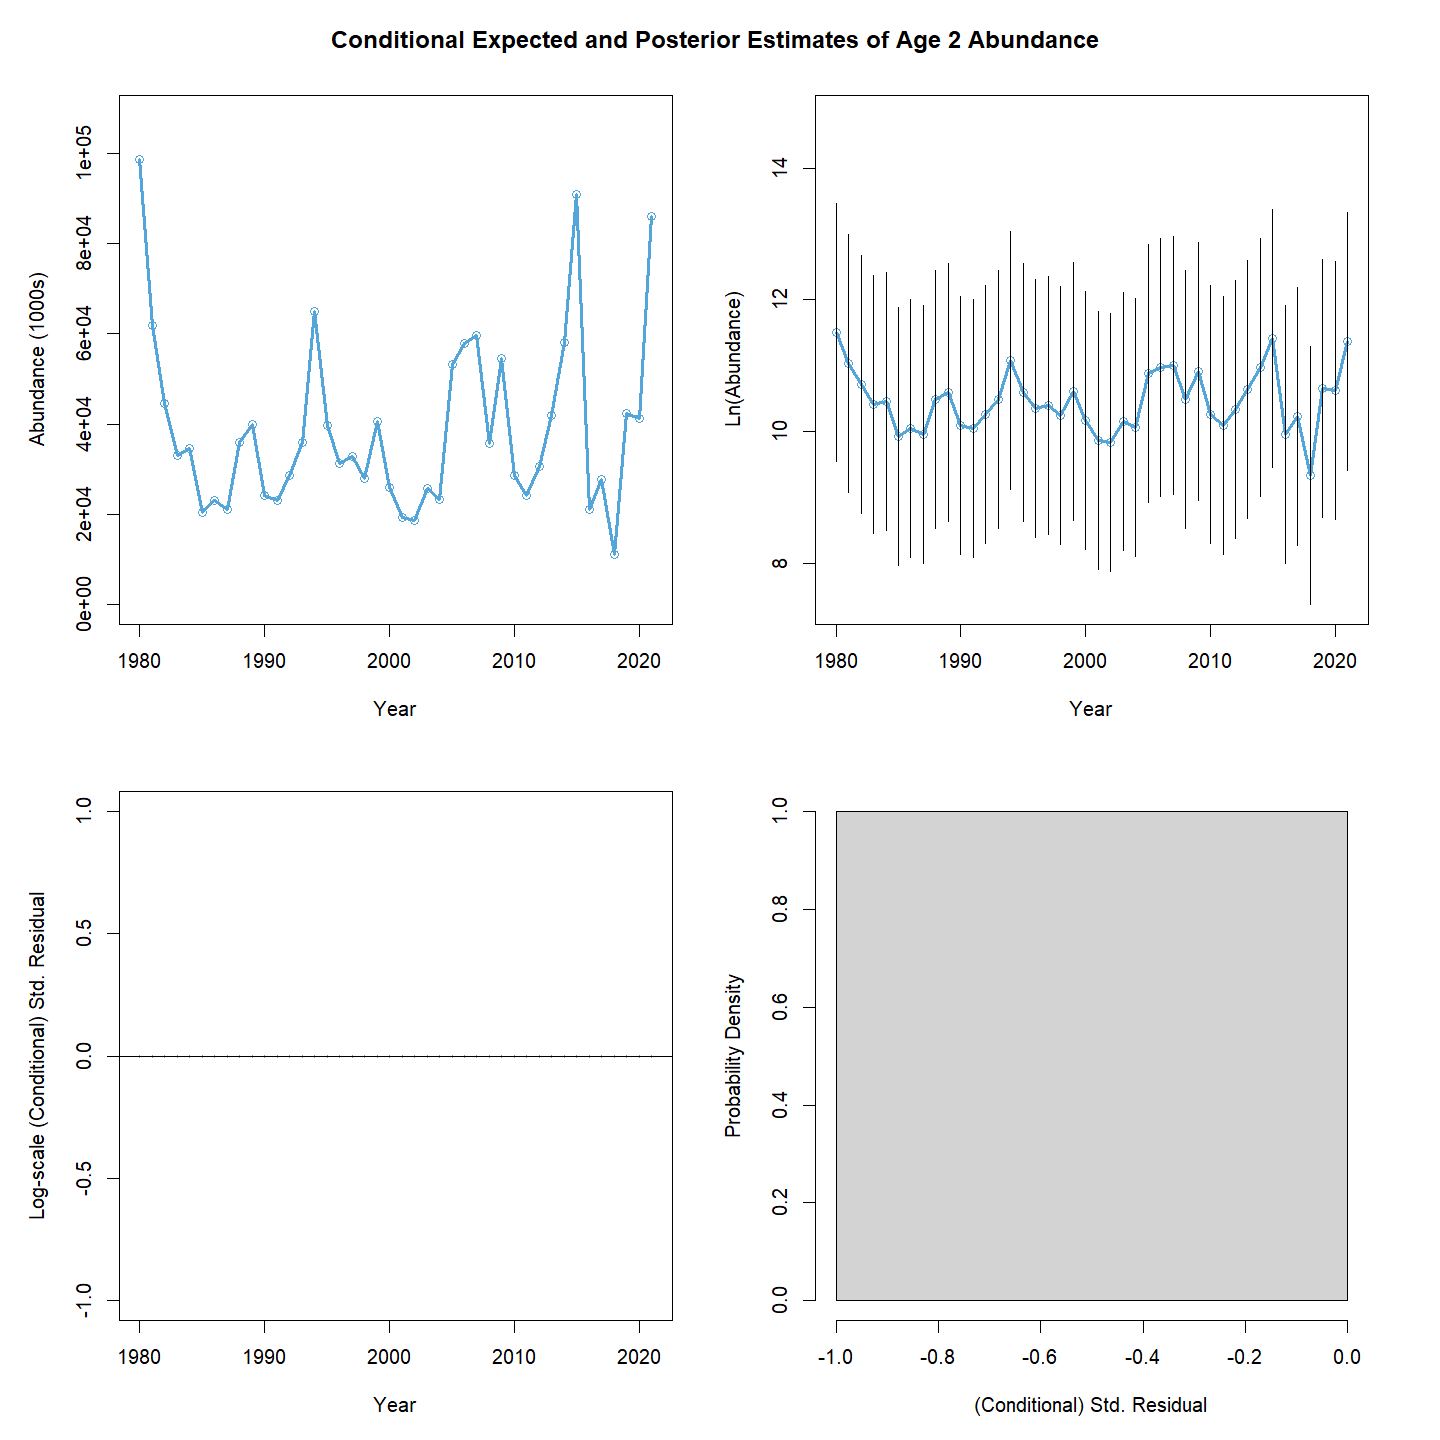 Conditional Expected and Posterior Estimates of Age 2 Abundance
Abundance (1000s)
1e+05
8e+04
6e+04
4e+04
2e+04
0e+00
1980 1990 2000 2010 2020
Year
Ln(Abundance)
14
12
10
8
1980 1990 2000 2010 2020
Year
Log-scale (Conditional) Std. Residual
1.0
0.5
0.0
-0.5
-1.0
1980 1990 2000 2010 2020
Year
Probability Density
1.0
0.8
0.6
0.4
0.2
0.0
-1.0 -0.8 -0.6 -0.4 -0.2 0.0
(Conditional) Std. Residual